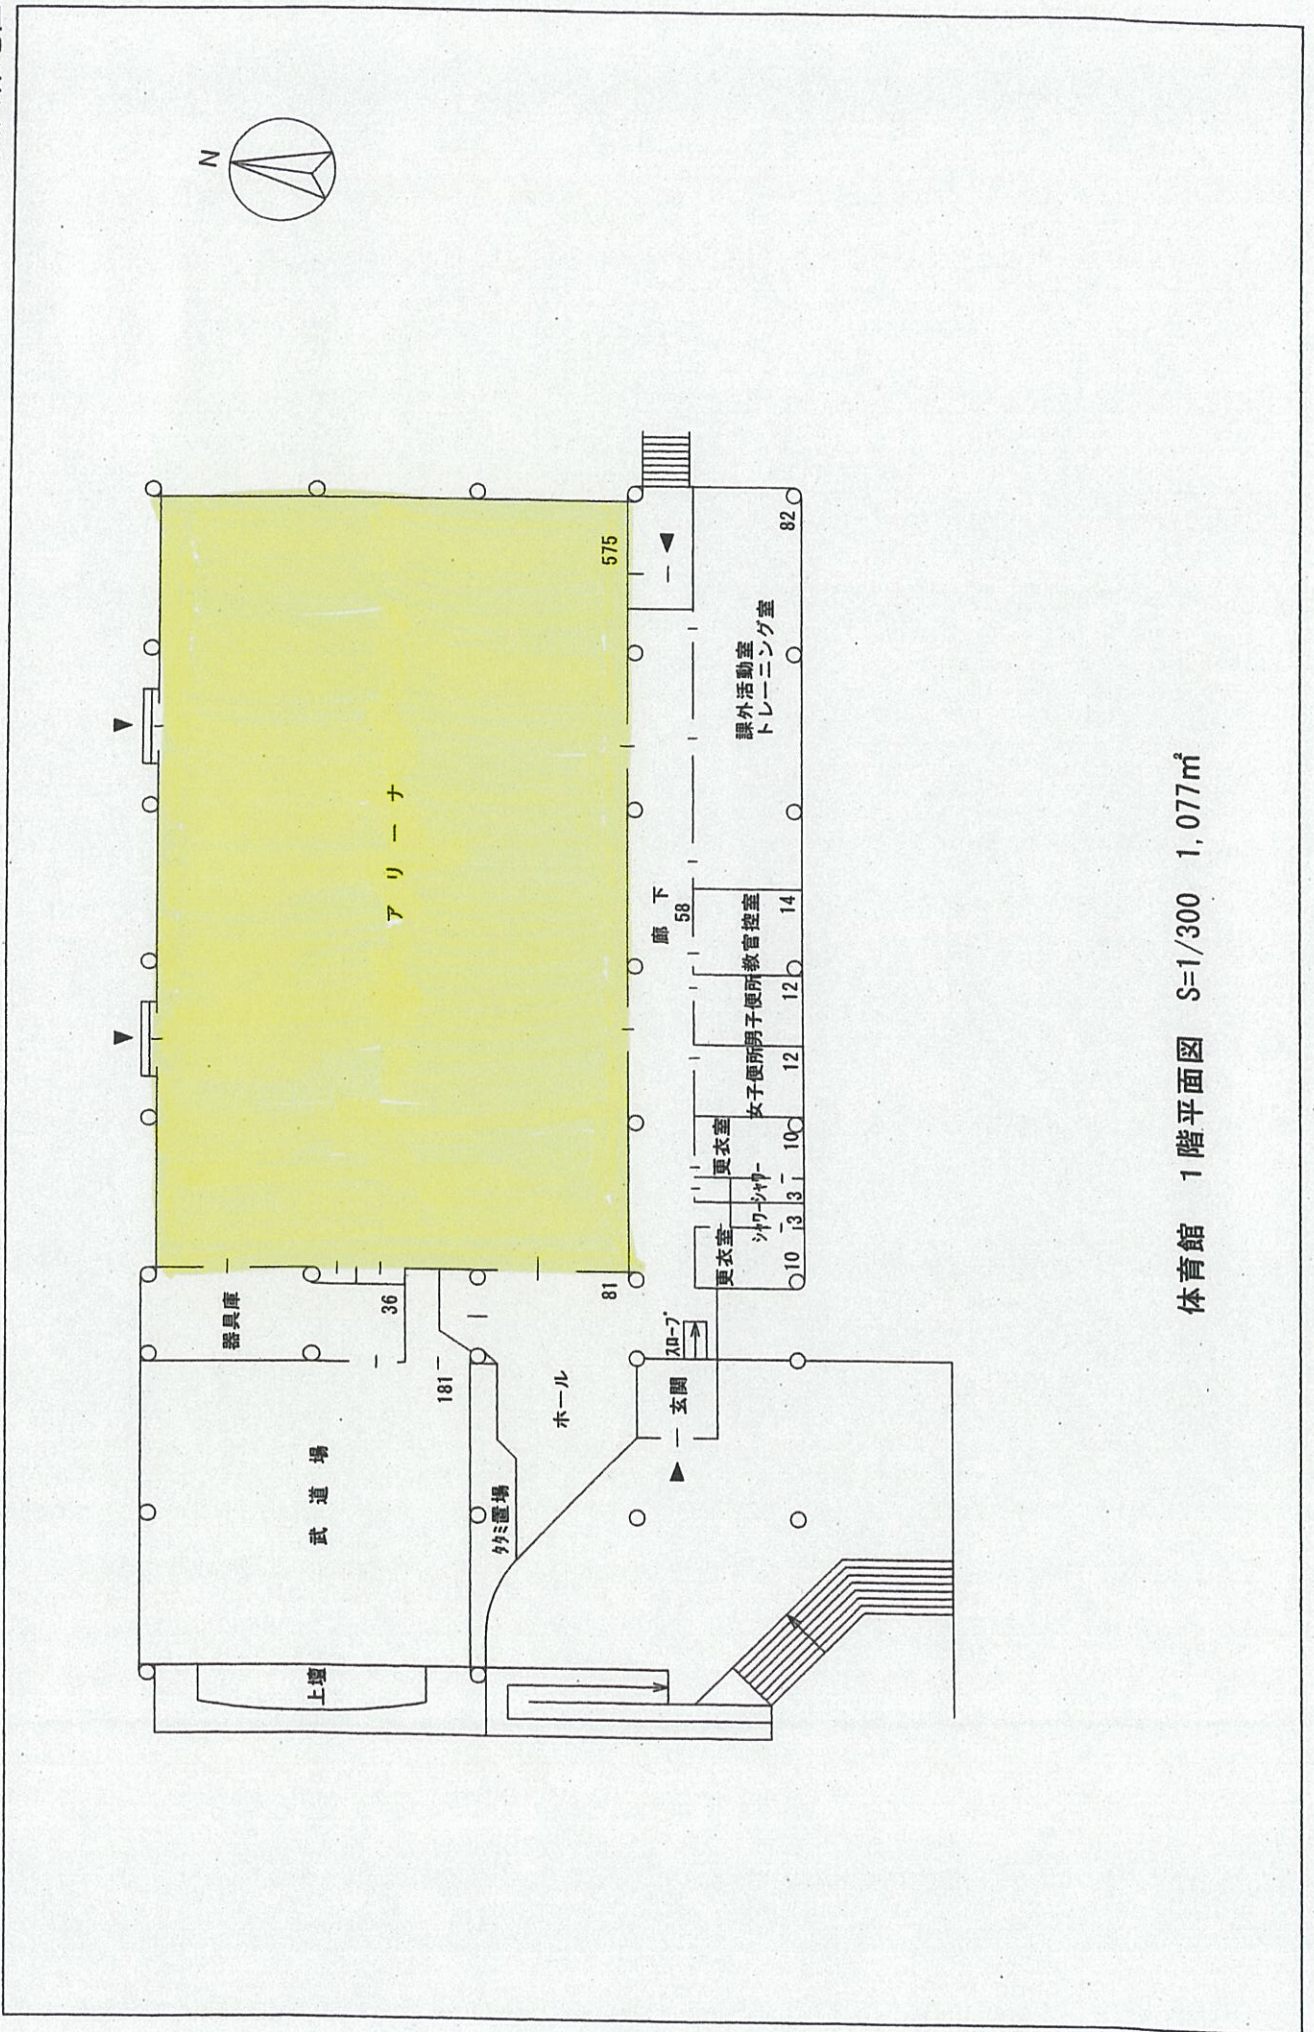 N
アリーナ
575
器具庫
36
81
181
武道場
上壇
タタミ置場
ホール
玄関
スロープ
廊下
58
課外活動室
トレーニング室
82
教官控室
14
男子便所
12
女子便所
12
更衣室
10
シャワー
3
シャワー
3
更衣室
10
体育館 1階平面図 S=1/300 1,077㎡